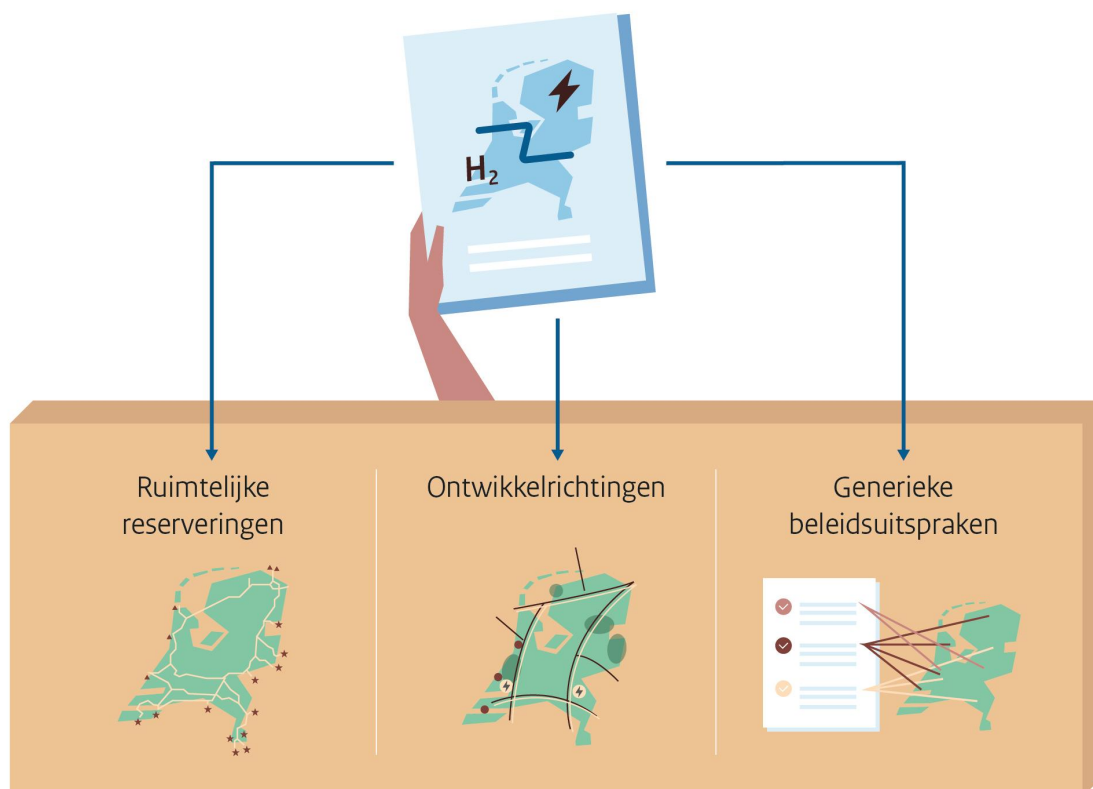 H₂
Ruimtelijke
reserveringen
Ontwikkelrichtingen
Generieke
beleidsuitspraken